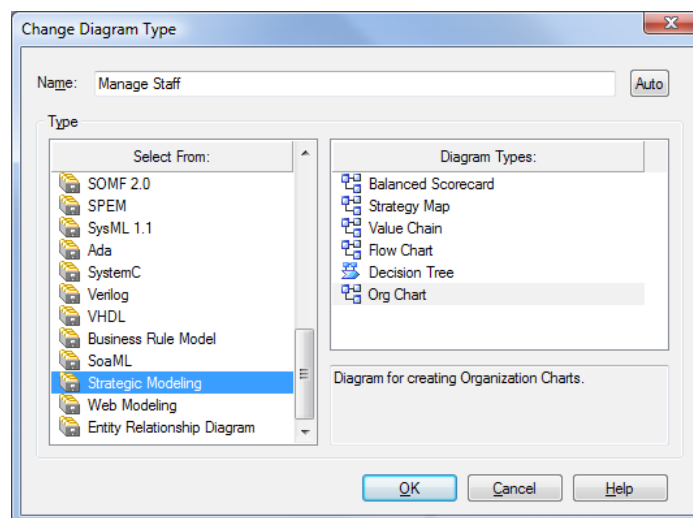 Change Diagram Type
Name: Manage Staff Auto
Type
Select From:
SOMF 2.0
SPEM
SysML 1.1
Ada
SystemC
Verilog
VHDL
Business Rule Model
SoaML
Strategic Modeling
Web Modeling
Entity Relationship Diagram
Diagram Types:
Balanced Scorecard
Strategy Map
Value Chain
Flow Chart
Decision Tree
Org Chart
Diagram for creating Organization Charts.
OK Cancel Help